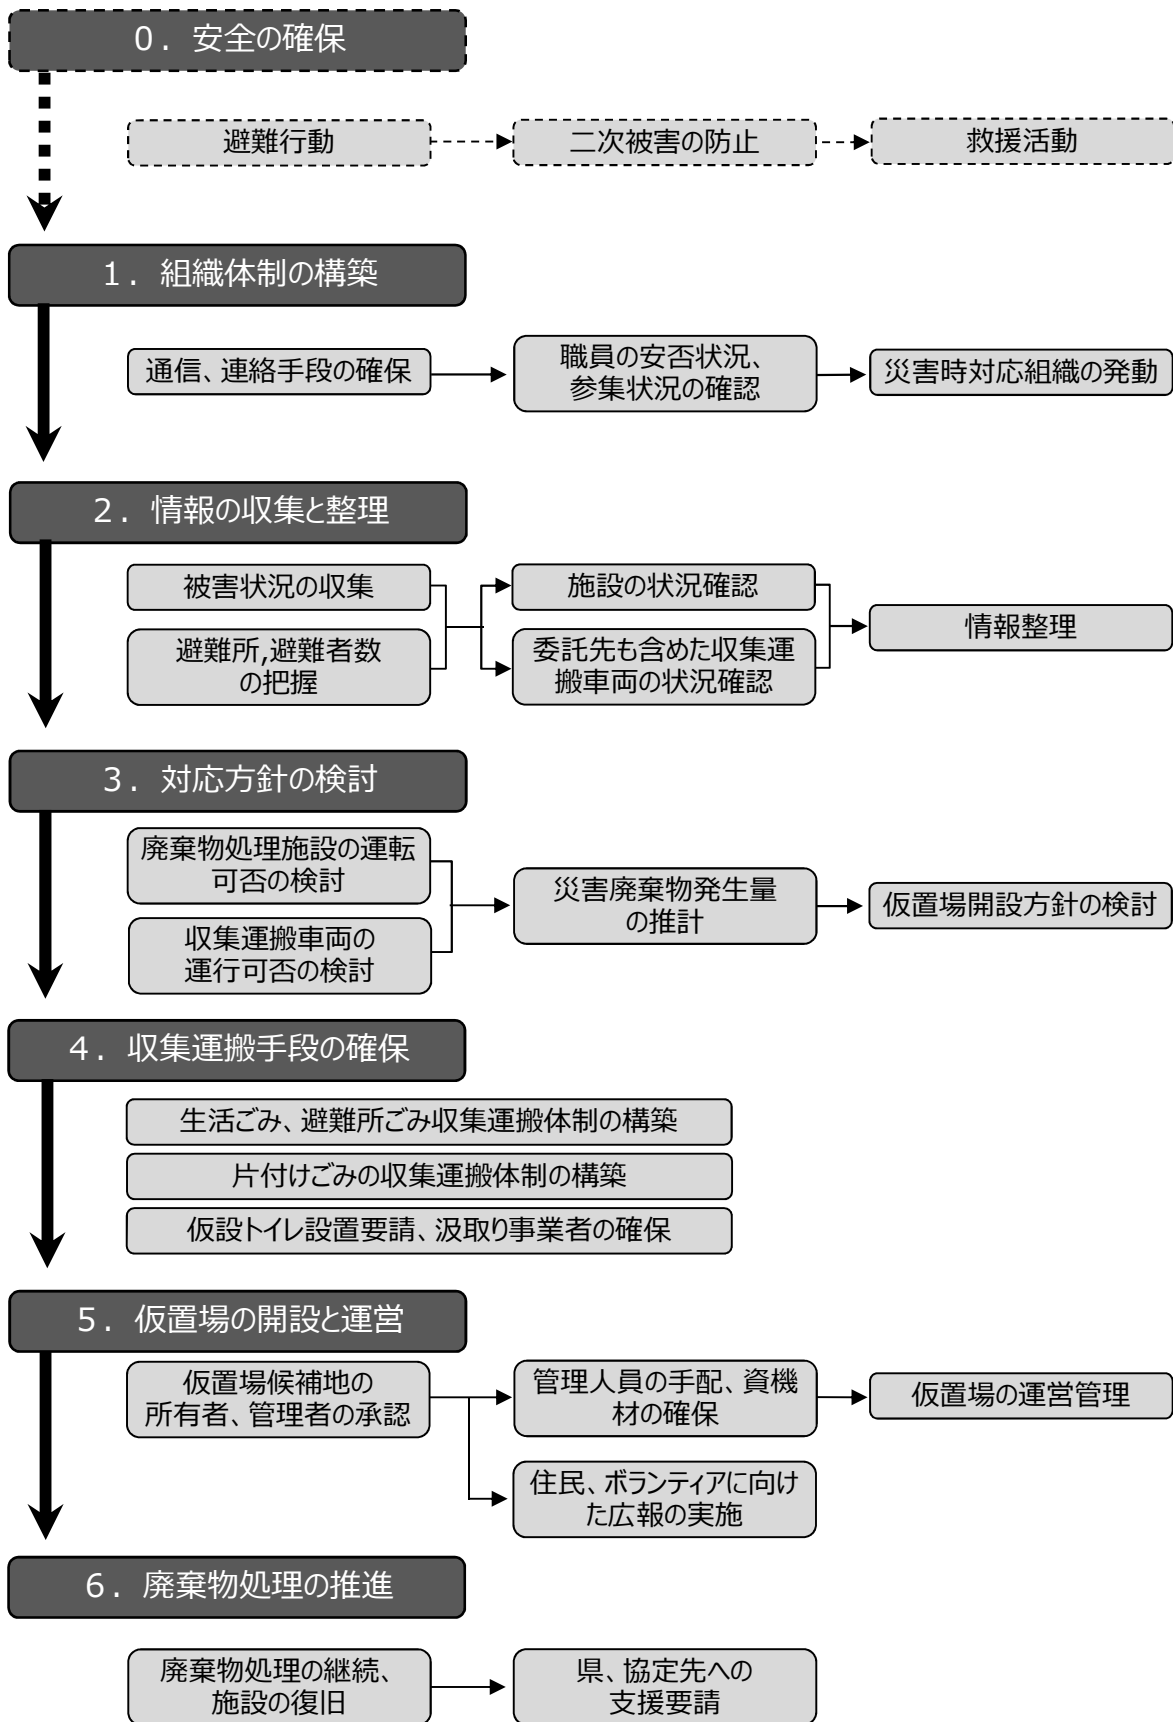 0．安全の確保
避難行動
二次被害の防止
救援活動
1．組織体制の構築
通信、連絡手段の確保
職員の安否状況、
参集状況の確認
災害時対応組織の発動
2．情報の収集と整理
被害状況の収集
施設の状況確認
避難所,避難者数
の把握
委託先も含めた収集運
搬車両の状況確認
情報整理
3．対応方針の検討
廃棄物処理施設の運転
可否の検討
収集運搬車両の
運行可否の検討
災害廃棄物発生量
の推計
仮置場開設方針の検討
4．収集運搬手段の確保
生活ごみ、避難所ごみ収集運搬体制の構築
片付けごみの収集運搬体制の構築
仮設トイレ設置要請、汲取り事業者の確保
5．仮置場の開設と運営
仮置場候補地の
所有者、管理者の承認
管理人員の手配、資機
材の確保
仮置場の運営管理
住民、ボランティアに向け
た広報の実施
6．廃棄物処理の推進
廃棄物処理の継続、
施設の復旧
県、協定先への
支援要請